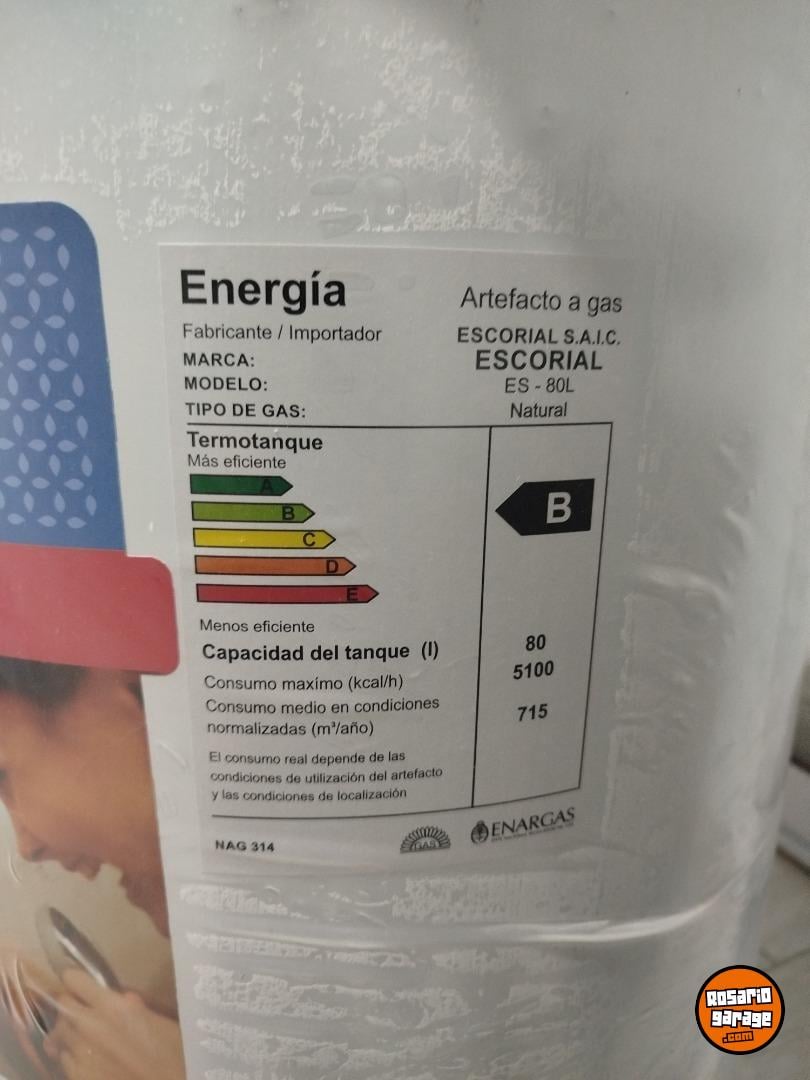 Energía
Artefacto a gas
Fabricante / Importador
ESCORIAL S.A.I.C.
MARCA:
ESCORIAL
MODELO:
ES - 80L
TIPO DE GAS:
Natural
Termotanque
Más eficiente
A
B
C
D
E
B
Menos eficiente
Capacidad del tanque (l)
80
Consumo maxímo (kcal/h)
5100
Consumo medio en condiciones
normalizadas (m³/año)
715
El consumo real depende de las
condiciones de utilización del artefacto
y las condiciones de localización
NAG 314
GAS
ENARGAS
Rosario
garage
.com